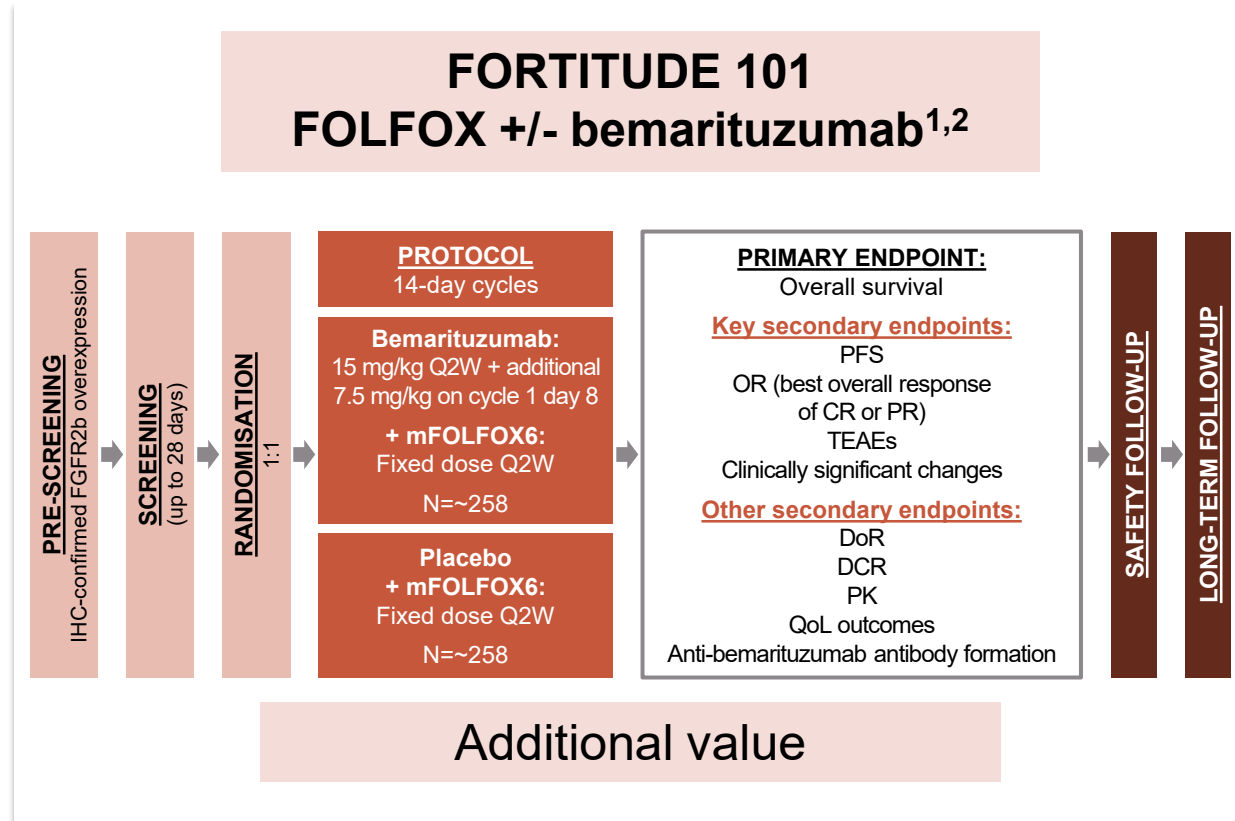 FORTITUDE 101
FOLFOX +/- bemarituzumab1,2
PRE-SCREENING
IHC-confirmed FGFR2b overexpression
SCREENING
(up to 28 days)
RANDOMISATION
1:1
PROTOCOL
14-day cycles
Bemarituzumab:
15 mg/kg Q2W + additional
7.5 mg/kg on cycle 1 day 8
+ mFOLFOX6:
Fixed dose Q2W
N=~258
Placebo
+ mFOLFOX6:
Fixed dose Q2W
N=~258
PRIMARY ENDPOINT:
Overall survival
Key secondary endpoints:
PFS
OR (best overall response
of CR or PR)
TEAEs
Clinically significant changes
Other secondary endpoints:
DoR
DCR
PK
QoL outcomes
Anti-bemarituzumab antibody formation
SAFETY FOLLOW-UP
LONG-TERM FOLLOW-UP
Additional value